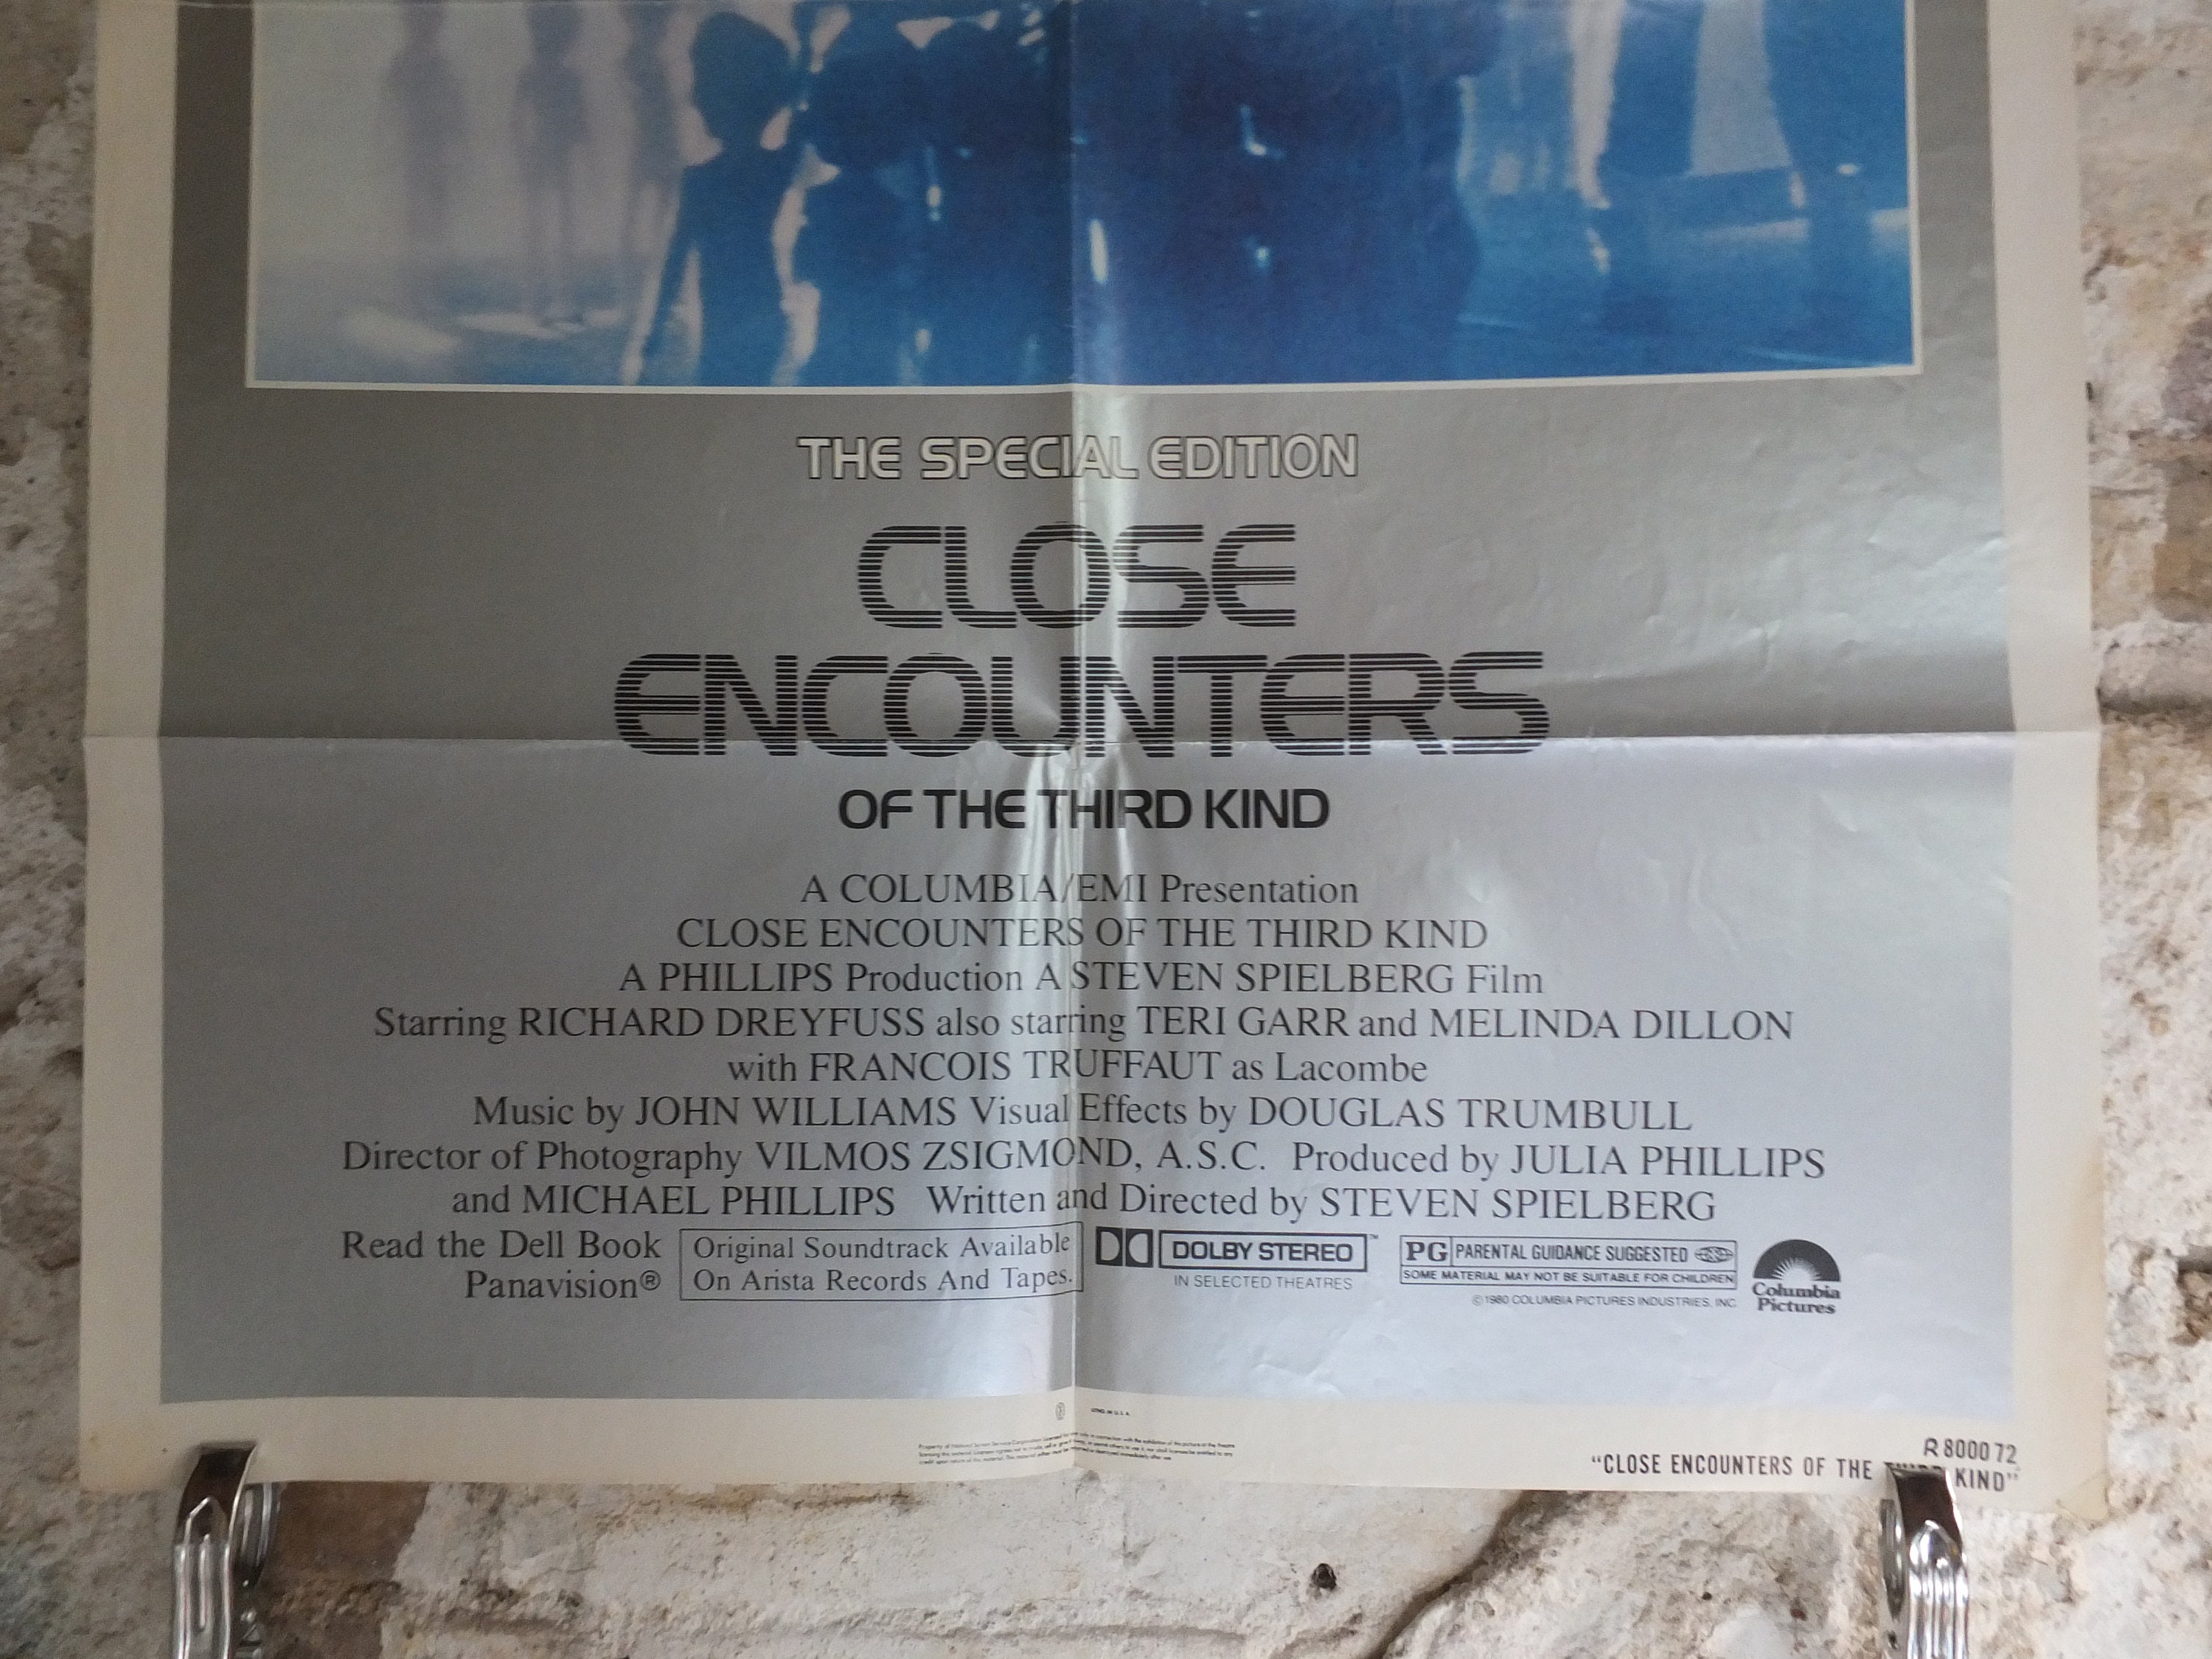 THE SPECIAL EDITION
CLOSE
ENCOUNTERS
OF THE THIRD KIND
A COLUMBIA/EMI Presentation
CLOSE ENCOUNTERS OF THE THIRD KIND
A PHILLIPS Production A STEVEN SPIELBERG Film
Starring RICHARD DREYFUSS also starring TERI GARR and MELINDA DILLON
with FRANCOIS TRUFFAUT as Lacombe
Music by JOHN WILLIAMS Visual Effects by DOUGLAS TRUMBULL
Director of Photography VILMOS ZSIGMOND, A.S.C. Produced by JULIA PHILLIPS
and MICHAEL PHILLIPS Written and Directed by STEVEN SPIELBERG
Read the Dell Book
Panavision®
Original Soundtrack Available
On Arista Records And Tapes.
DOLBY STEREO™
IN SELECTED THEATRES
PG PARENTAL GUIDANCE SUGGESTED
SOME MATERIAL MAY NOT BE SUITABLE FOR CHILDREN
© 1980 COLUMBIA PICTURES INDUSTRIES, INC.
Columbia
Pictures
LITHO. IN U.S.A.
R 800072
"CLOSE ENCOUNTERS OF THE KIND"